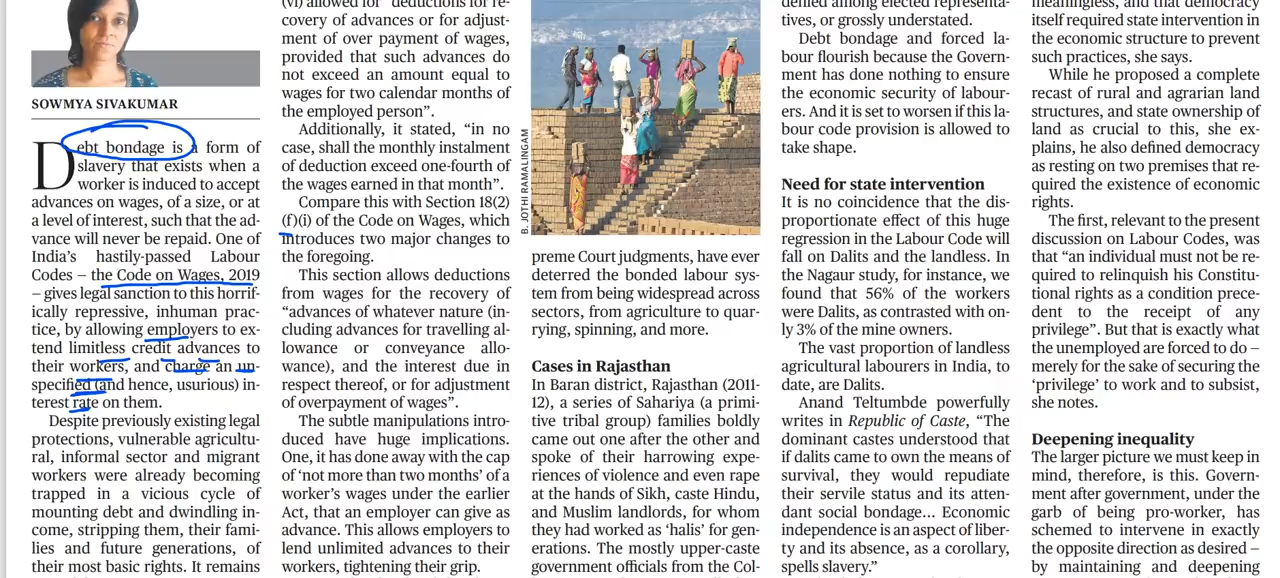 SOWMYA SIVAKUMAR
Debt bondage is a form of
slavery that exists when a
worker is induced to accept
advances on wages, of a size, or at
a level of interest, such that the ad-
vance will never be repaid. One of
India's hastily-passed Labour
Codes – the Code on Wages, 2019
– gives legal sanction to this horrif-
ically repressive, inhuman prac-
tice, by allowing employers to ex-
tend limitless credit advances to
their workers, and charge an un-
specified (and hence, usurious) in-
terest rate on them.
Despite previously existing legal
protections, vulnerable agricultu-
ral, informal sector and migrant
workers were already becoming
trapped in a vicious cycle of
mounting debt and dwindling in-
come, stripping them, their fami-
lies and future generations, of
their most basic rights. It remains
(vi) allowed for "deductions for re-
covery of advances or for adjust-
ment of over payment of wages,
provided that such advances do
not exceed an amount equal to
wages for two calendar months of
the employed person".
Additionally, it stated, "in no
case, shall the monthly instalment
of deduction exceed one-fourth of
the wages earned in that month".
Compare this with Section 18(2)
(f)(i) of the Code on Wages, which
introduces two major changes to
the foregoing.
This section allows deductions
from wages for the recovery of
"advances of whatever nature (in-
cluding advances for travelling al-
lowance or conveyance allo-
wance), and the interest due in
respect thereof, or for adjustment
of overpayment of wages".
The subtle manipulations intro-
duced have huge implications.
One, it has done away with the cap
of 'not more than two months' of a
worker's wages under the earlier
Act, that an employer can give as
advance. This allows employers to
lend unlimited advances to their
workers, tightening their grip.
B. JOTHI RAMALINGAM
preme Court judgments, have ever
deterred the bonded labour sys-
tem from being widespread across
sectors, from agriculture to quar-
rying, spinning, and more.
Cases in Rajasthan
In Baran district, Rajasthan (2011-
12), a series of Sahariya (a primi-
tive tribal group) families boldly
came out one after the other and
spoke of their harrowing expe-
riences of violence and even rape
at the hands of Sikh, caste Hindu,
and Muslim landlords, for whom
they had worked as 'halis' for gen-
erations. The mostly upper-caste
government officials from the Col-
denied among elected representa-
tives, or grossly understated.
Debt bondage and forced la-
bour flourish because the Govern-
ment has done nothing to ensure
the economic security of labour-
ers. And it is set to worsen if this la-
bour code provision is allowed to
take shape.
Need for state intervention
It is no coincidence that the dis-
proportionate effect of this huge
regression in the Labour Code will
fall on Dalits and the landless. In
the Nagaur study, for instance, we
found that 56% of the workers
were Dalits, as contrasted with on-
ly 3% of the mine owners.
The vast proportion of landless
agricultural labourers in India, to
date, are Dalits.
Anand Teltumbde powerfully
writes in Republic of Caste, "The
dominant castes understood that
if dalits came to own the means of
survival, they would repudiate
their servile status and its atten-
dant social bondage... Economic
independence is an aspect of liber-
ty and its absence, as a corollary,
spells slavery."
meaningless, and that democracy
itself required state intervention in
the economic structure to prevent
such practices, she says.
While he proposed a complete
recast of rural and agrarian land
structures, and state ownership of
land as crucial to this, she ex-
plains, he also defined democracy
as resting on two premises that re-
quired the existence of economic
rights.
The first, relevant to the present
discussion on Labour Codes, was
that "an individual must not be re-
quired to relinquish his Constitu-
tional rights as a condition prece-
dent to the receipt of any
privilege". But that is exactly what
the unemployed are forced to do –
merely for the sake of securing the
'privilege' to work and to subsist,
she notes.
Deepening inequality
The larger picture we must keep in
mind, therefore, is this. Govern-
ment after government, under the
garb of being pro-worker, has
schemed to intervene in exactly
the opposite direction as desired –
by maintaining and deepening